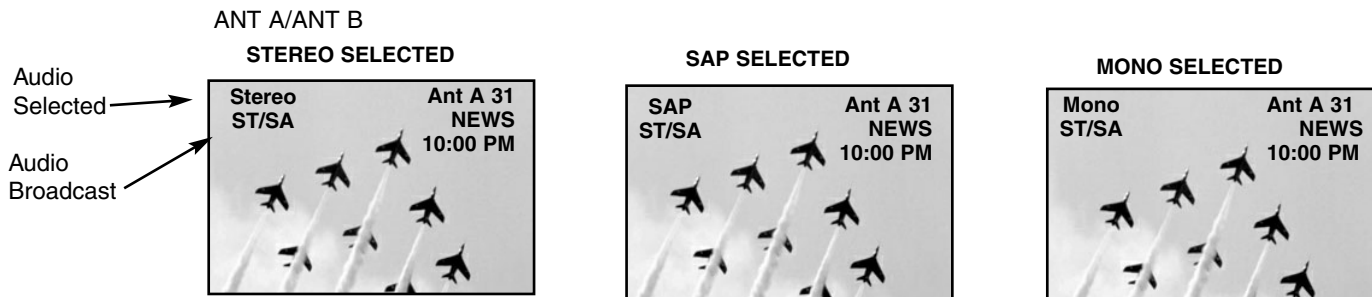 ANT A/ANT B
STEREO SELECTED
SAP SELECTED
MONO SELECTED
Audio
Selected
Audio
Broadcast
Stereo
ST/SA
Ant A 31
NEWS
10:00 PM
SAP
ST/SA
Ant A 31
NEWS
10:00 PM
Mono
ST/SA
Ant A 31
NEWS
10:00 PM